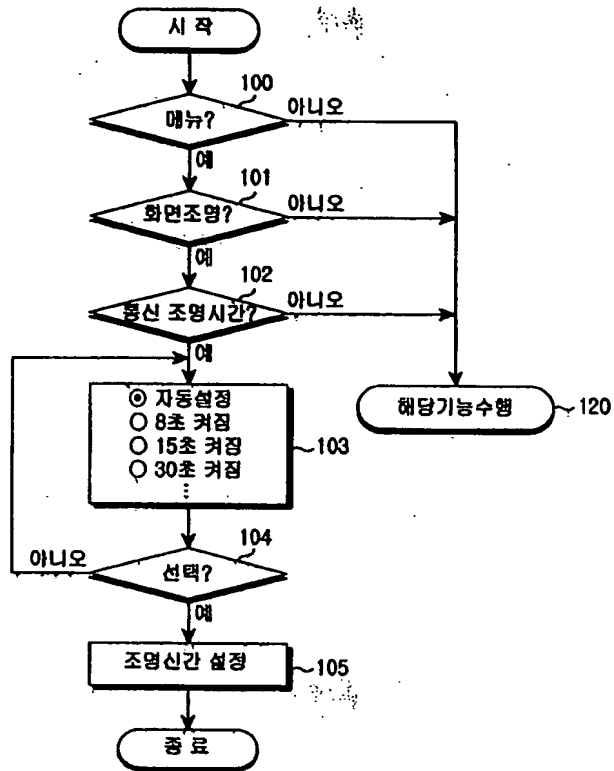 시 작
100
메뉴?
아니오
예
101
화면조명?
아니오
예
102
통신 조명시간?
아니오
예
자동설정
8초 켜짐
15초 켜짐
30초 켜짐
⋮
103
해당기능수행
120
104
아니오
선택?
예
조명신간 설정
105
종 료